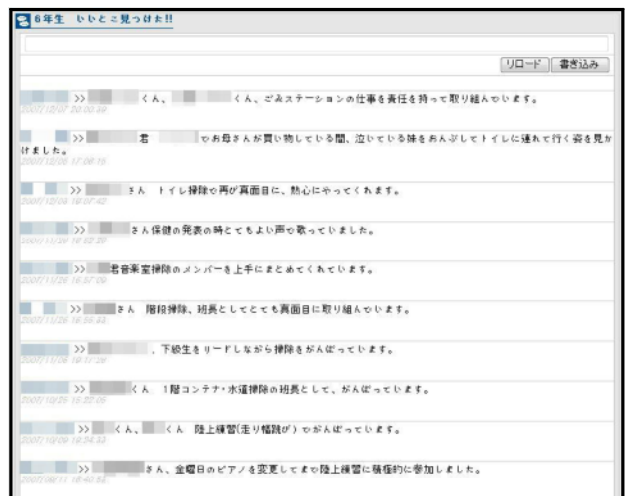 6年生 いいとこ見つけた!!
リロード 書き込み
>> くん、 くん、ごみステーションの仕事を責任を持って取り組んでいます。
2007/12/07
>> 君 でお母さんが買い物している間、泣いている妹をおんぶしてトイレに連れて行く姿を見か
けました。
>> さん トイレ掃除で再び真面目に、熱心にやってくれます。
>> さん保健の発表の時とてもよい声で歌っていました。
>> 君音楽室掃除のメンバーを上手にまとめてくれています。
>> さん 階段掃除、班長としてとても真面目に取り組んでいます。
>> 、下級生をリードしながら掃除をがんばっています。
>> くん 1階コンテナ・水道掃除の班長として、がんばっています。
>> くん、 くん 陸上練習(走り幅跳び)でがんばっています。
>> さん、金曜日のピアノを変更してまで陸上練習に積極的に参加しました。